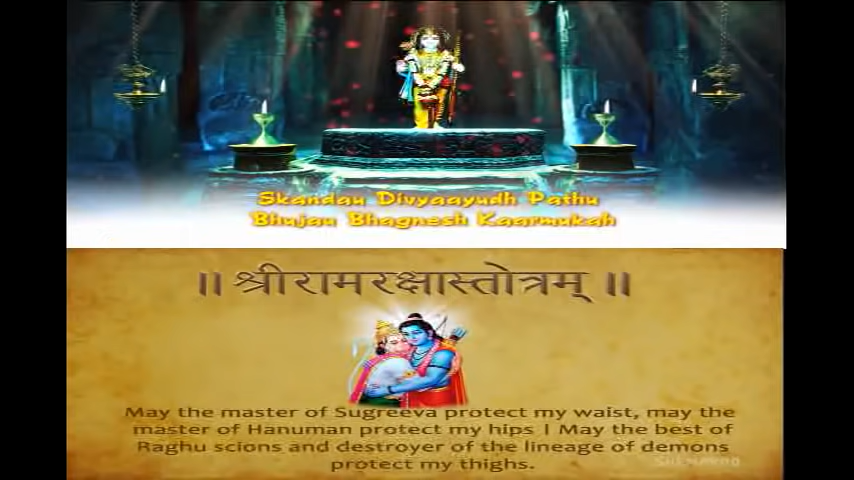 Skandau Divyaayudh Pathu
Bhujau Bhagnesh Kaarmukah
॥ श्रीरामरक्षास्तोत्रम् ॥
May the master of Sugreeva protect my waist, may the
master of Hanuman protect my hips । May the best of
Raghu scions and destroyer of the lineage of demons
protect my thighs.